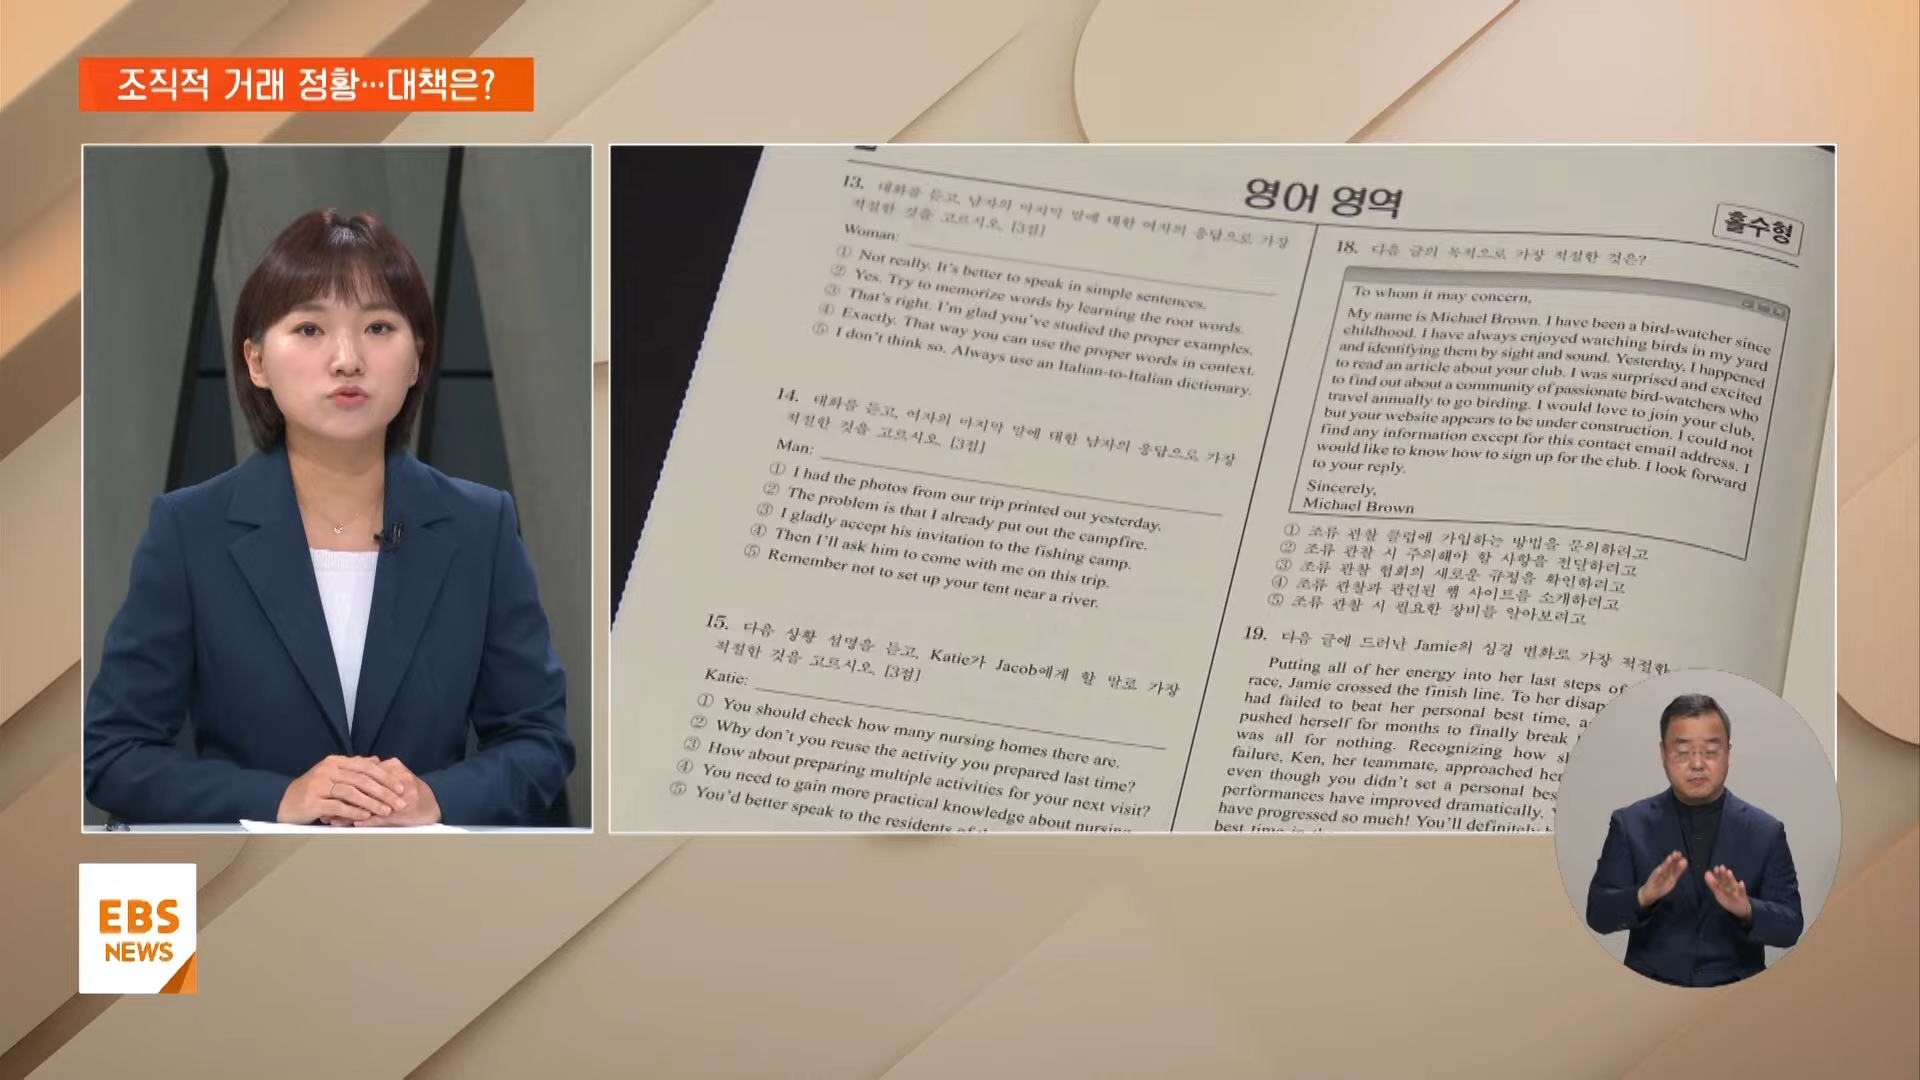 조직적 거래 정황…대책은?
영어 영역
홀수형
13. 대화를 듣고, 남자의 마지막 말에 대한 여자의 응답으로 가장
적절한 것을 고르시오. [3점]
Woman:
① Not really. It's better to speak in simple sentences.
② Yes. Try to memorize words by learning the root words.
③ That's right. I'm glad you've studied the proper examples.
④ Exactly. That way you can use the proper words in context.
⑤ I don't think so. Always use an Italian-to-Italian dictionary.
14. 대화를 듣고, 여자의 마지막 말에 대한 남자의 응답으로 가장
적절한 것을 고르시오. [3점]
Man:
① I had the photos from our trip printed out yesterday.
② The problem is that I already put out the campfire.
③ I gladly accept his invitation to the fishing camp.
④ Then I'll ask him to come with me on this trip.
⑤ Remember not to set up your tent near a river.
15. 다음 상황 설명을 듣고, Katie가 Jacob에게 할 말로 가장
적절한 것을 고르시오. [3점]
Katie:
① You should check how many nursing homes there are.
② Why don't you reuse the activity you prepared last time?
③ How about preparing multiple activities for your next visit?
④ You need to gain more practical knowledge about nursing
⑤ You'd better speak to the residents of
18. 다음 글의 목적으로 가장 적절한 것은?
To whom it may concern,
My name is Michael Brown. I have been a bird-watcher since
childhood. I have always enjoyed watching birds in my yard
and identifying them by sight and sound. Yesterday, I happened
to read an article about your club. I was surprised and excited
to find out about a community of passionate bird-watchers who
travel annually to go birding. I would love to join your club,
but your website appears to be under construction. I could not
find any information except for this contact email address. I
would like to know how to sign up for the club. I look forward
to your reply.
Sincerely,
Michael Brown
① 조류 관찰 클럽에 가입하는 방법을 문의하려고
② 조류 관찰 시 주의해야 할 사항을 전달하려고
③ 조류 관찰 협회의 새로운 규정을 확인하려고
④ 조류 관찰과 관련된 웹 사이트를 소개하려고
⑤ 조류 관찰 시 필요한 장비를 알아보려고
19. 다음 글에 드러난 Jamie의 심경 변화로 가장 적절한
Putting all of her energy into her last steps of
race, Jamie crossed the finish line. To her disap
had failed to beat her personal best time, a
pushed herself for months to finally break
was all for nothing. Recognizing how s
failure, Ken, her teammate, approached her
even though you didn't set a personal bes
performances have improved dramatically.
have progressed so much! You'll definitely
best time in
EBS
NEWS